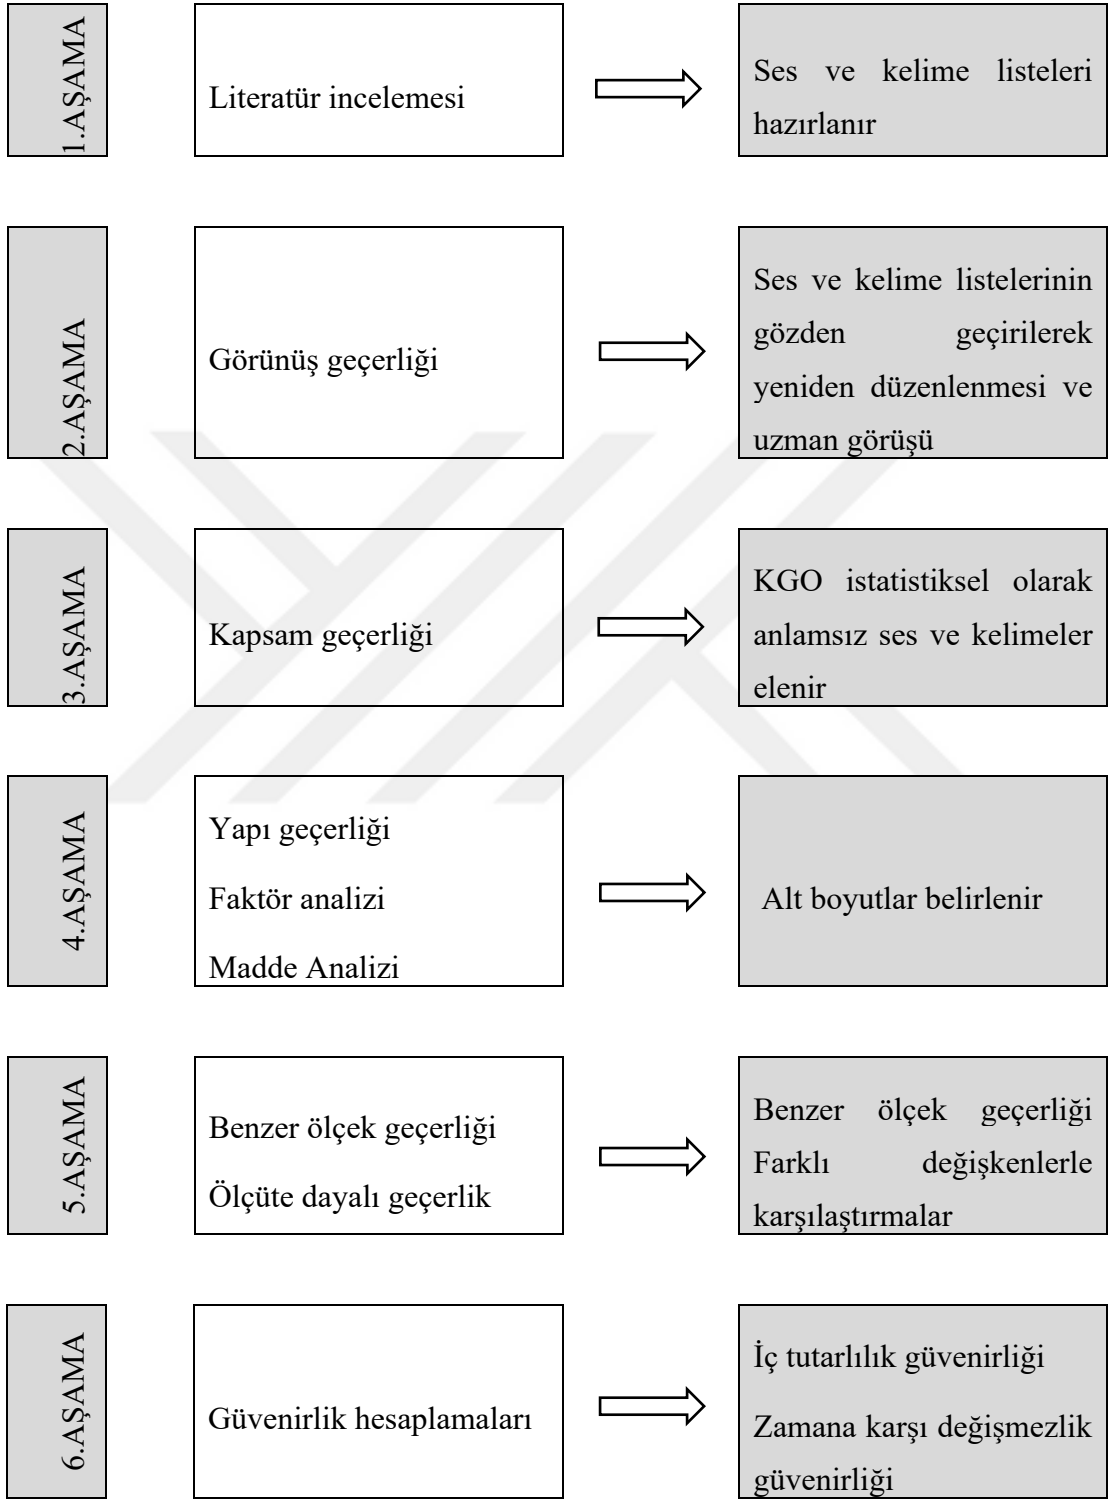 1.AŞAMA
Literatür incelemesi
Ses ve kelime listeleri
hazırlanır
2.AŞAMA
Görünüş geçerliği
Ses ve kelime listelerinin
gözden geçirilerek
yeniden düzenlenmesi ve
uzman görüşü
3.AŞAMA
Kapsam geçerliği
KGO istatistiksel olarak
anlamsız ses ve kelimeler
elenir
4.AŞAMA
Yapı geçerliği
Faktör analizi
Madde Analizi
Alt boyutlar belirlenir
5.AŞAMA
Benzer ölçek geçerliği
Ölçüte dayalı geçerlik
Benzer ölçek geçerliği
Farklı değişkenlerle
karşılaştırmalar
6.AŞAMA
Güvenirlik hesaplamaları
İç tutarlılık güvenirliği
Zamana karşı değişmezlik
güvenirliği